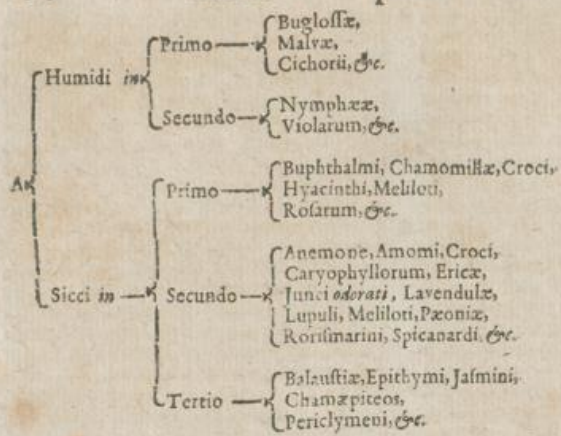 Humidi in
Primo
Buglossæ,
Malvæ,
Cichorii, &c.
Secundo
Nymphææ,
Violarum, &c.
A
Sicci in
Primo
Buphthalmi, Chamomillæ, Croci,
Hyacinthi, Meliloti,
Rosarum, &c.
Secundo
Anemone, Amomi, Croci,
Caryophyllorum, Ericæ,
Junci odorati, Lavendulæ,
Lupuli, Meliloti, Pæoniæ,
Rorismarini, Spicanardi. &c.
Tertio
Balaustiæ, Epithymi, Jasmini,
Chamæpiteos,
Periclymeni, &c.